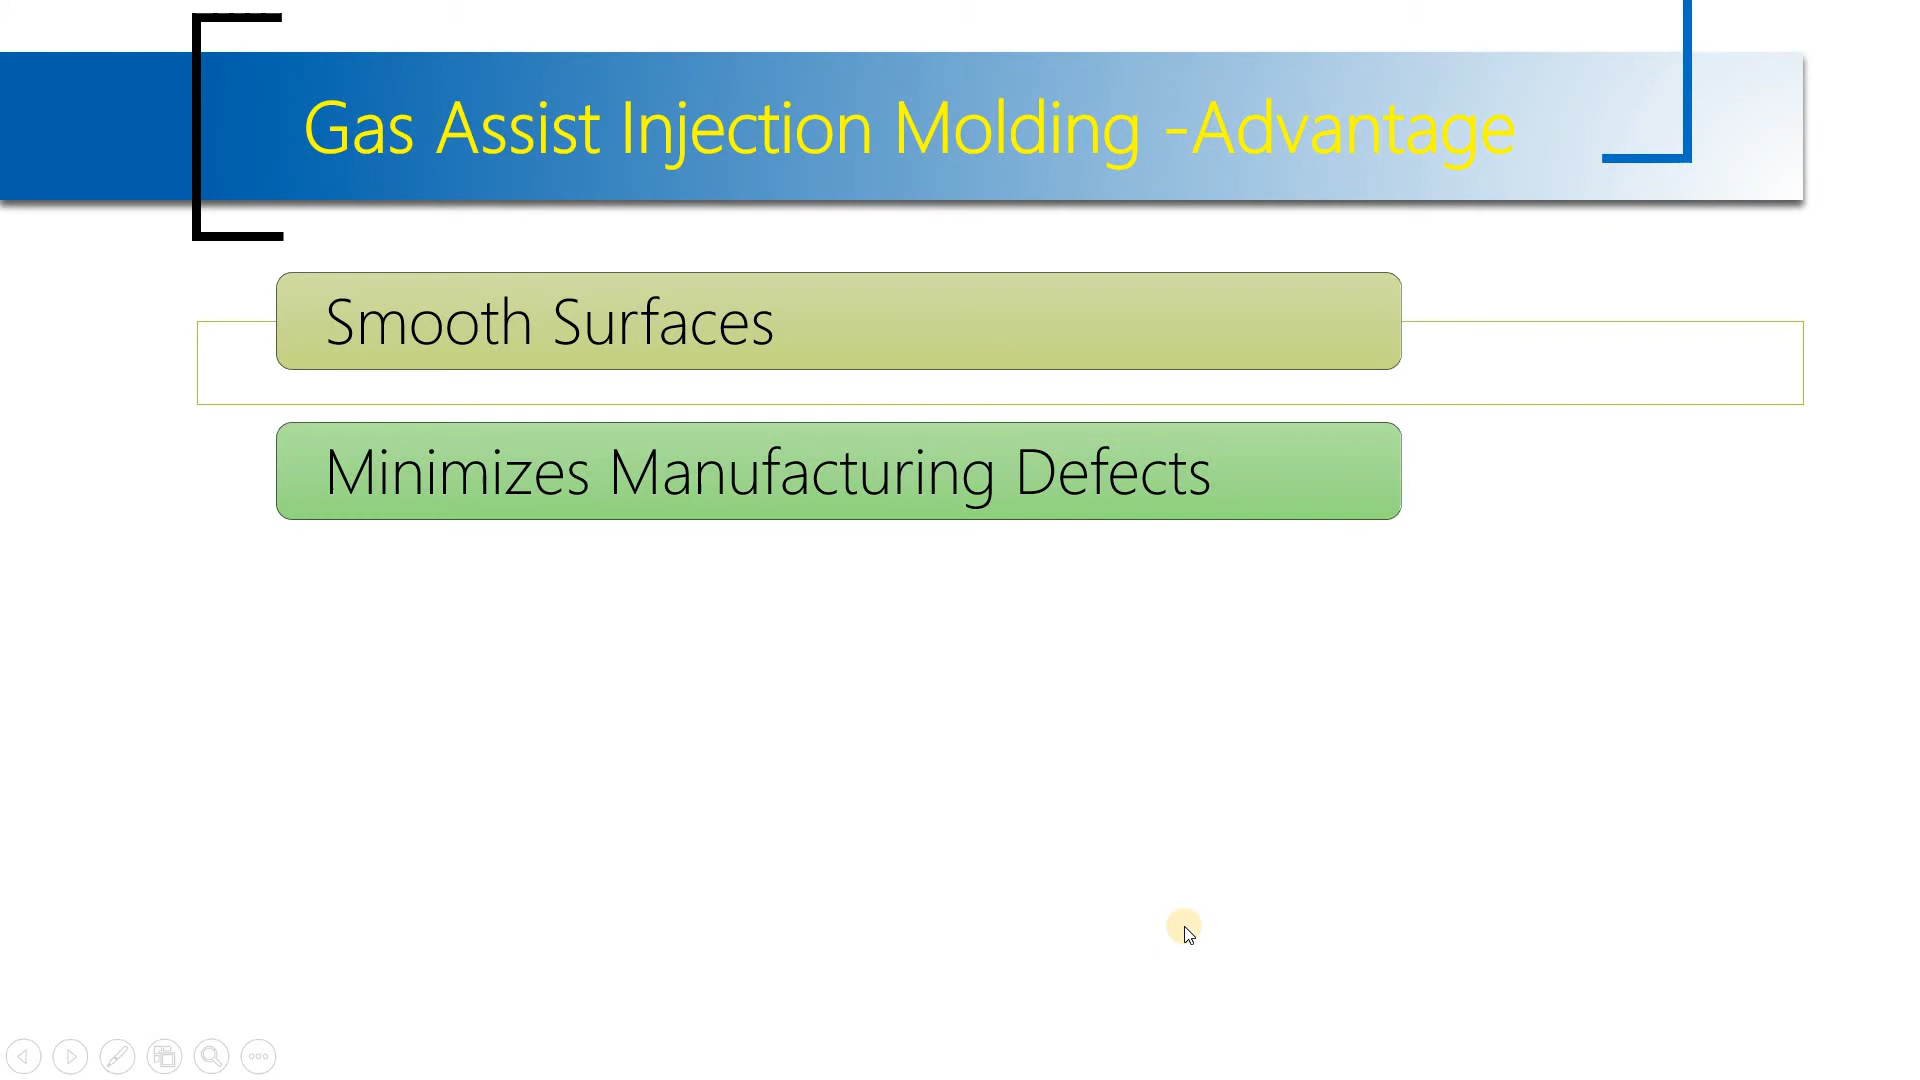 Gas Assist Injection Molding -Advantage
Smooth Surfaces
Minimizes Manufacturing Defects